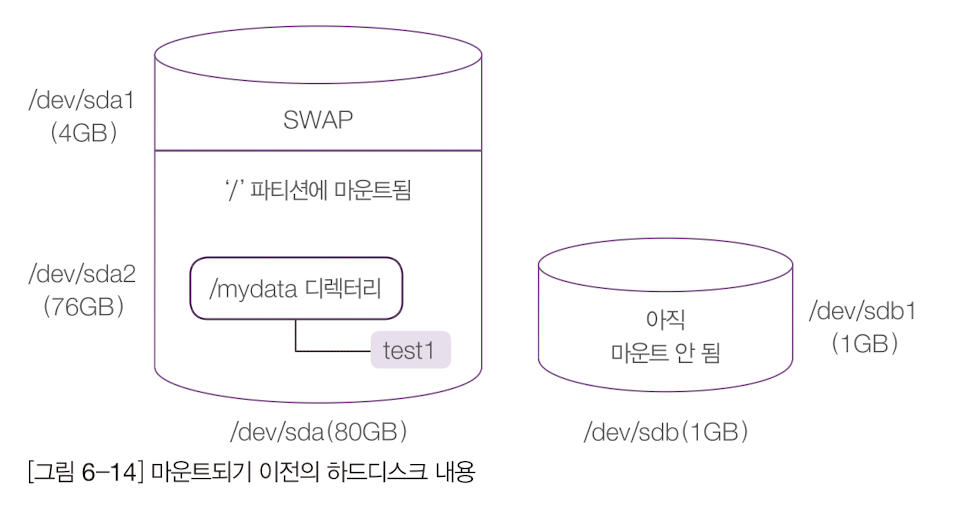 /dev/sda1
(4GB)
SWAP
‘/’ 파티션에 마운트됨
/dev/sda2
(76GB)
/mydata 디렉터리
test1
/dev/sda(80GB)
아직
마운트 안 됨
/dev/sdb1
(1GB)
/dev/sdb(1GB)
[그림 6–14] 마운트되기 이전의 하드디스크 내용